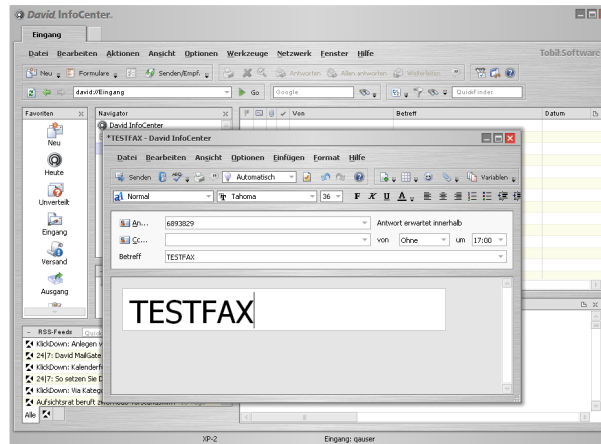 David. InfoCenter.
Eingang
Datei Bearbeiten Aktionen Ansicht Optionen Werkzeuge Netzwerk Fenster Hilfe
Tobit.Software
Neu Formulare Senden/Empf. Antworten Allen antworten Weiterleiten
david://Eingang Go Google QuickFinder
Favoriten Navigator Von Betreff Datum
David InfoCenter
*TESTFAX - David InfoCenter
Datei Bearbeiten Ansicht Optionen Einfügen Format Hilfe
Senden Automatisch Variablen
Normal Tahoma 36 F X U A
An... 6893829 Antwort erwartet innerhalb
Cc... von Ohne um 17:00
Betreff TESTFAX
TESTFAX
Neu
Heute
Unverteilt
Eingang
Versand
Ausgang
RSS-Feeds
KlickDown: Anlegen
24|7: David MailGate
KlickDown: Kalenderf
24|7: So setzen Sie D
KlickDown: Via Kateg
Aufsichtsrat beruft
Alle
XP-2 Eingang: qauser